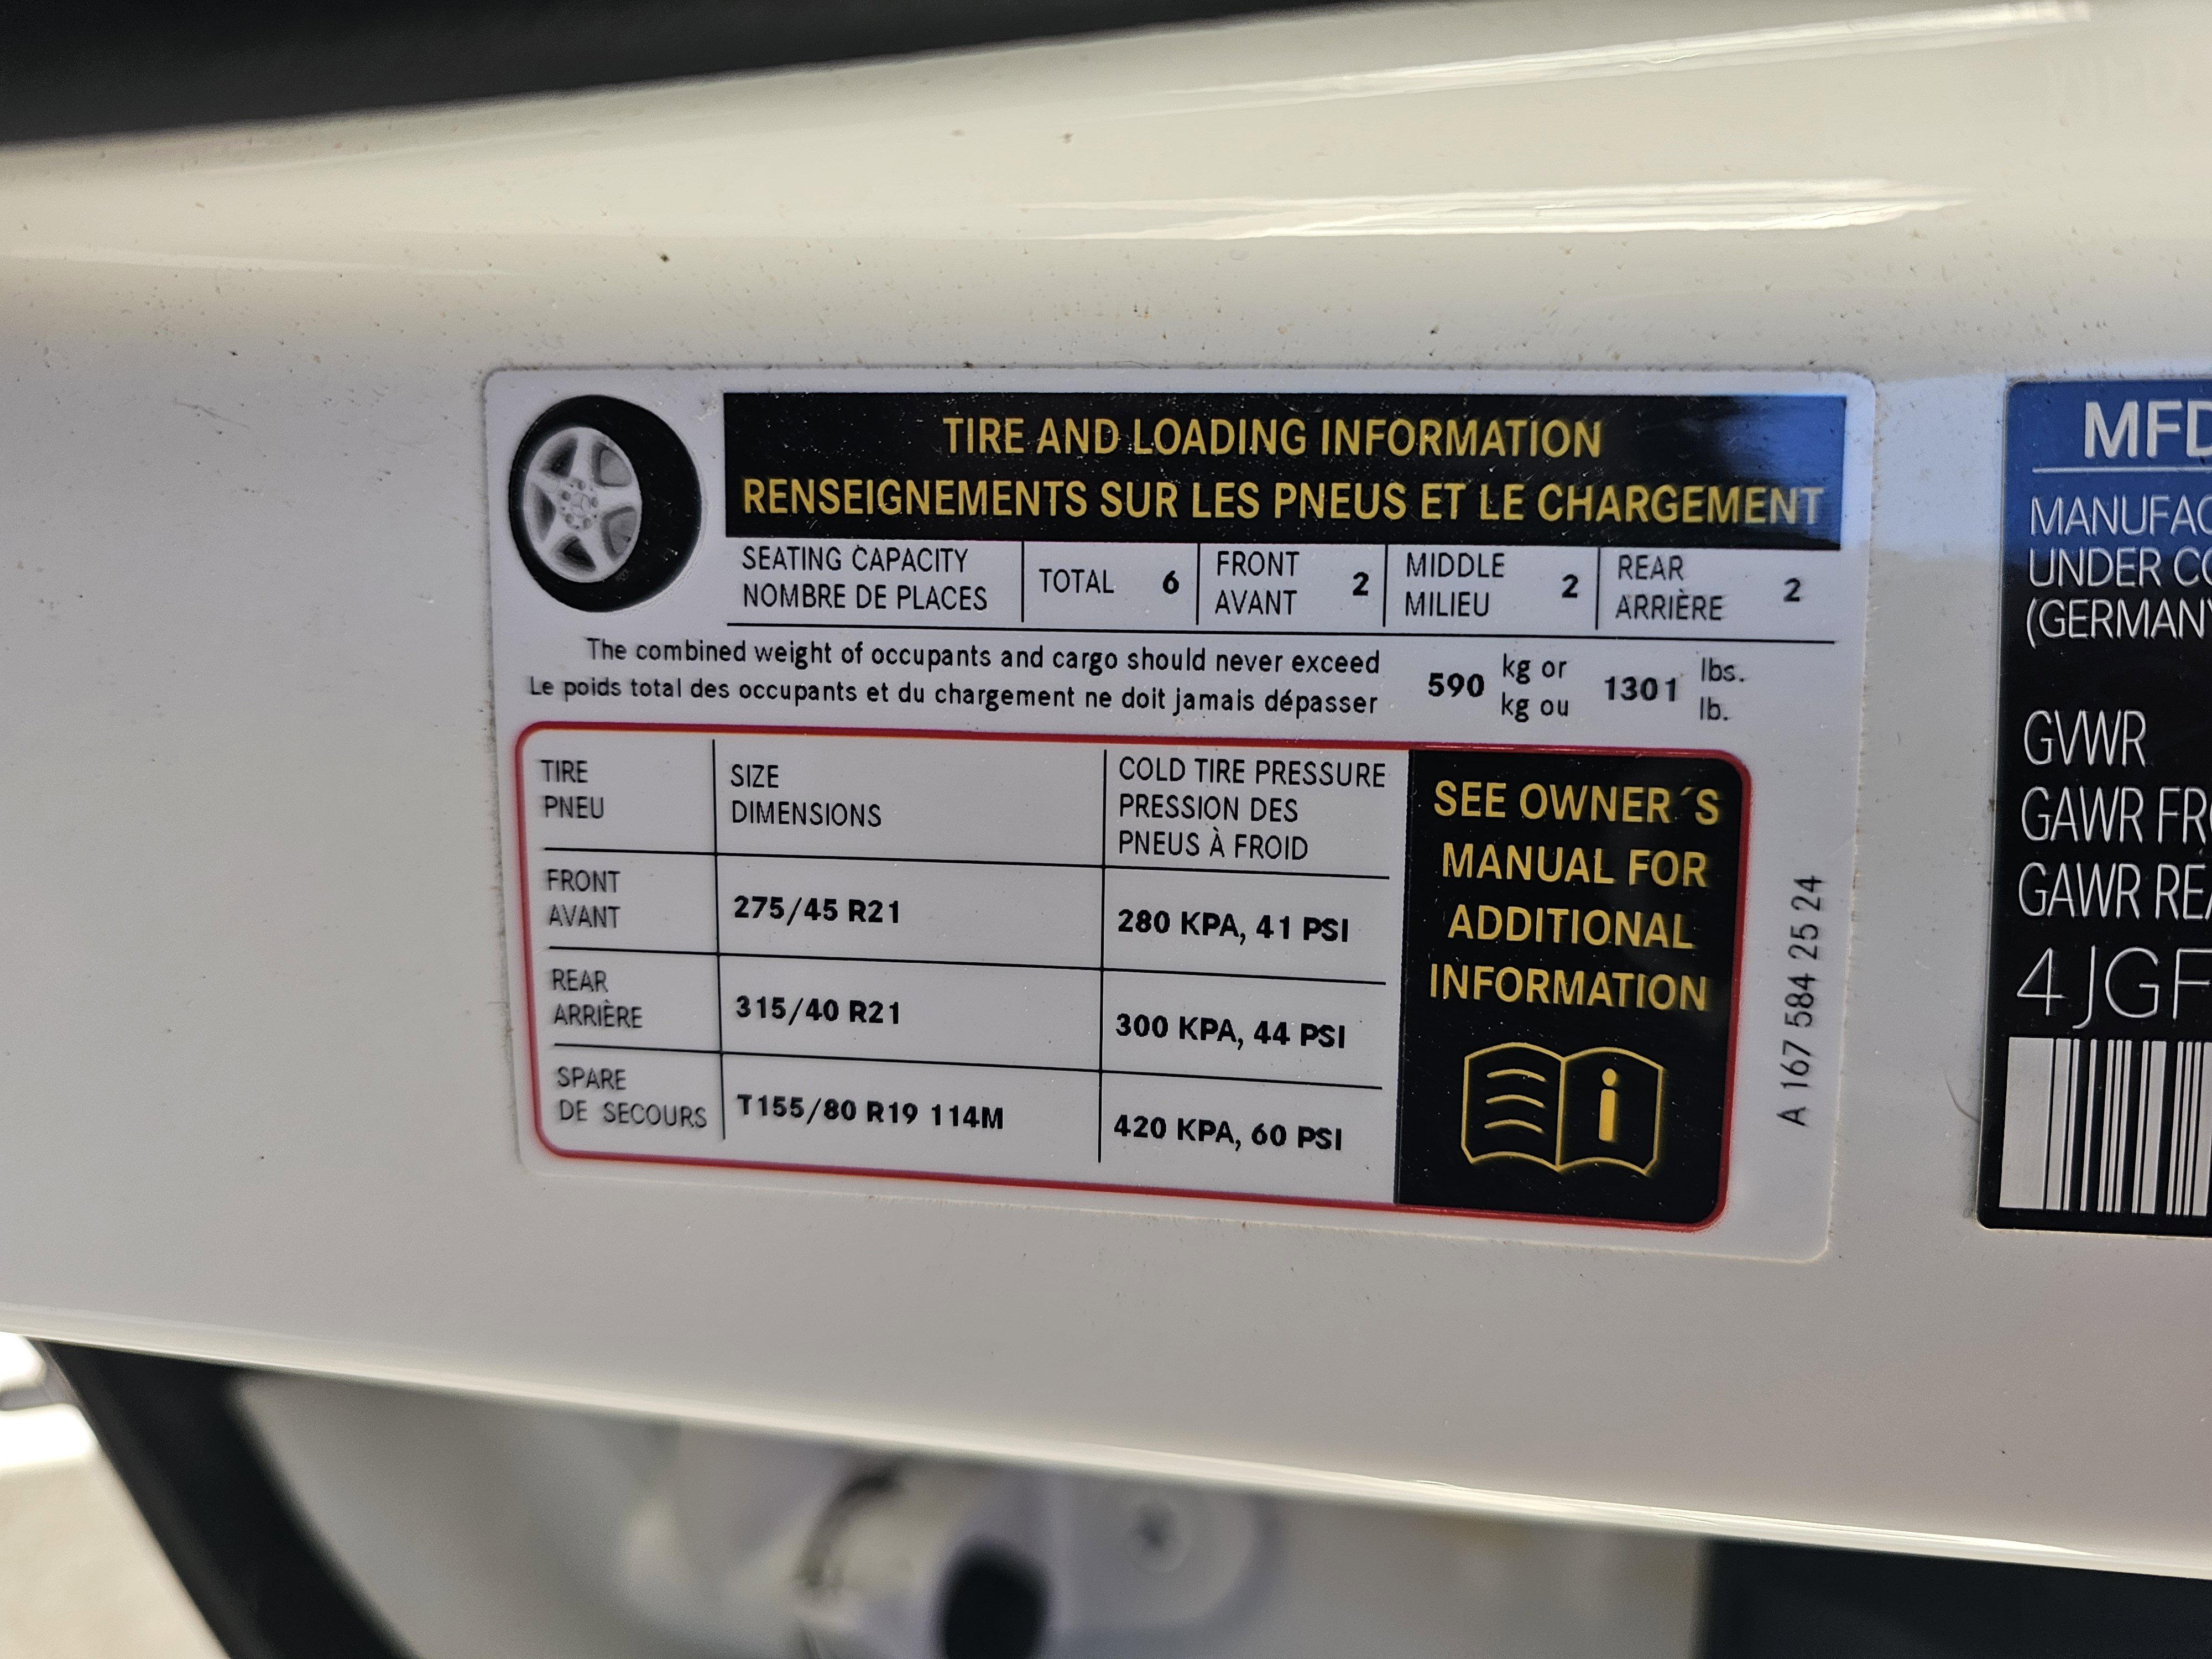 TIRE AND LOADING INFORMATION
RENSEIGNEMENTS SUR LES PNEUS ET LE CHARGEMENT
SEATING CAPACITY
NOMBRE DE PLACES
TOTAL 6
FRONT
AVANT
2
MIDDLE
MILIEU
2
REAR
ARRIÈRE
2
The combined weight of occupants and cargo should never exceed
Le poids total des occupants et du chargement ne doit jamais dépasser
590
kg or
kg ou
1301
lbs.
lb.
TIRE
PNEU
SIZE
DIMENSIONS
COLD TIRE PRESSURE
PRESSION DES
PNEUS À FROID
FRONT
AVANT
275/45 R21
280 KPA, 41 PSI
REAR
ARRIÈRE
315/40 R21
300 KPA, 44 PSI
SPARE
DE SECOURS
T155/80 R19 114M
420 KPA, 60 PSI
SEE OWNER´S
MANUAL FOR
ADDITIONAL
INFORMATION
i
A 167 584 25 24
MFD
MANUFAC
UNDER CO
(GERMANY
GVWR
GAWR FRO
GAWR REA
4JGF